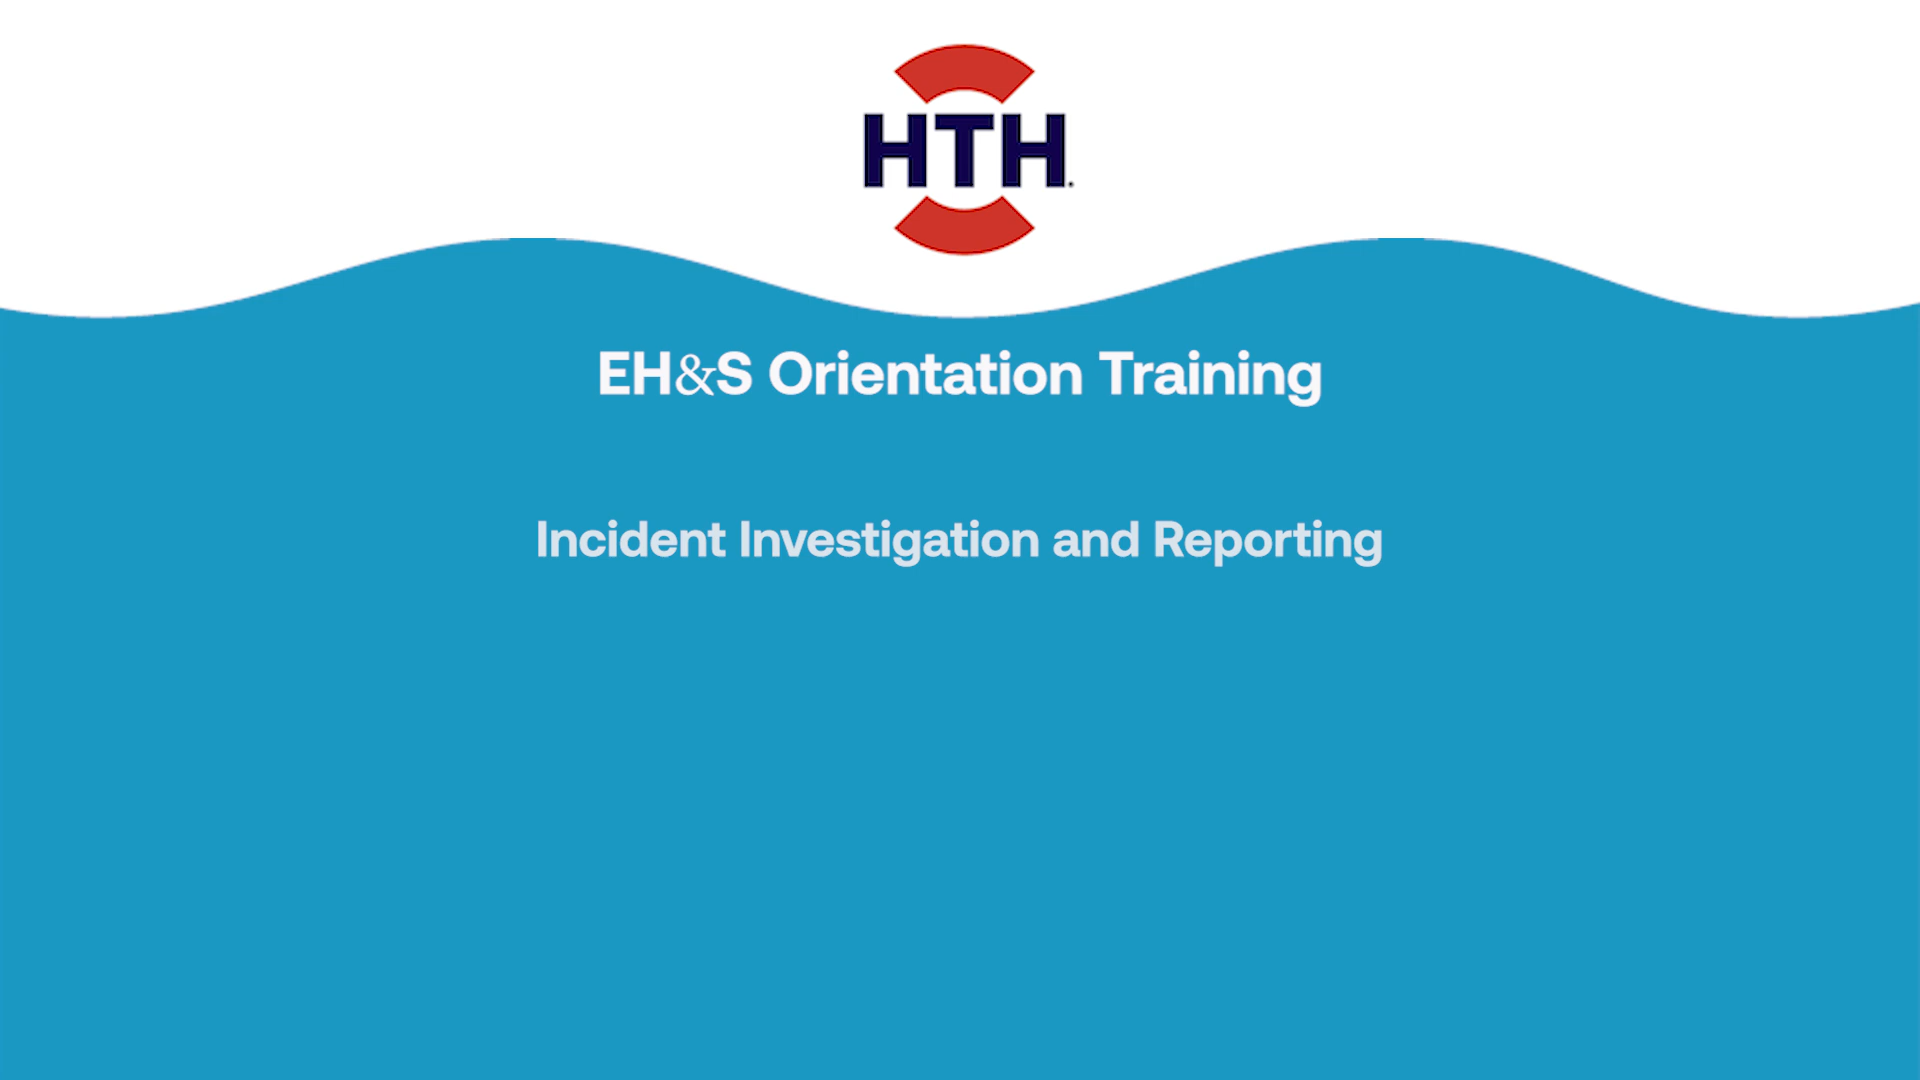 HTH.
EH&S Orientation Training
Incident Investigation and Reporting